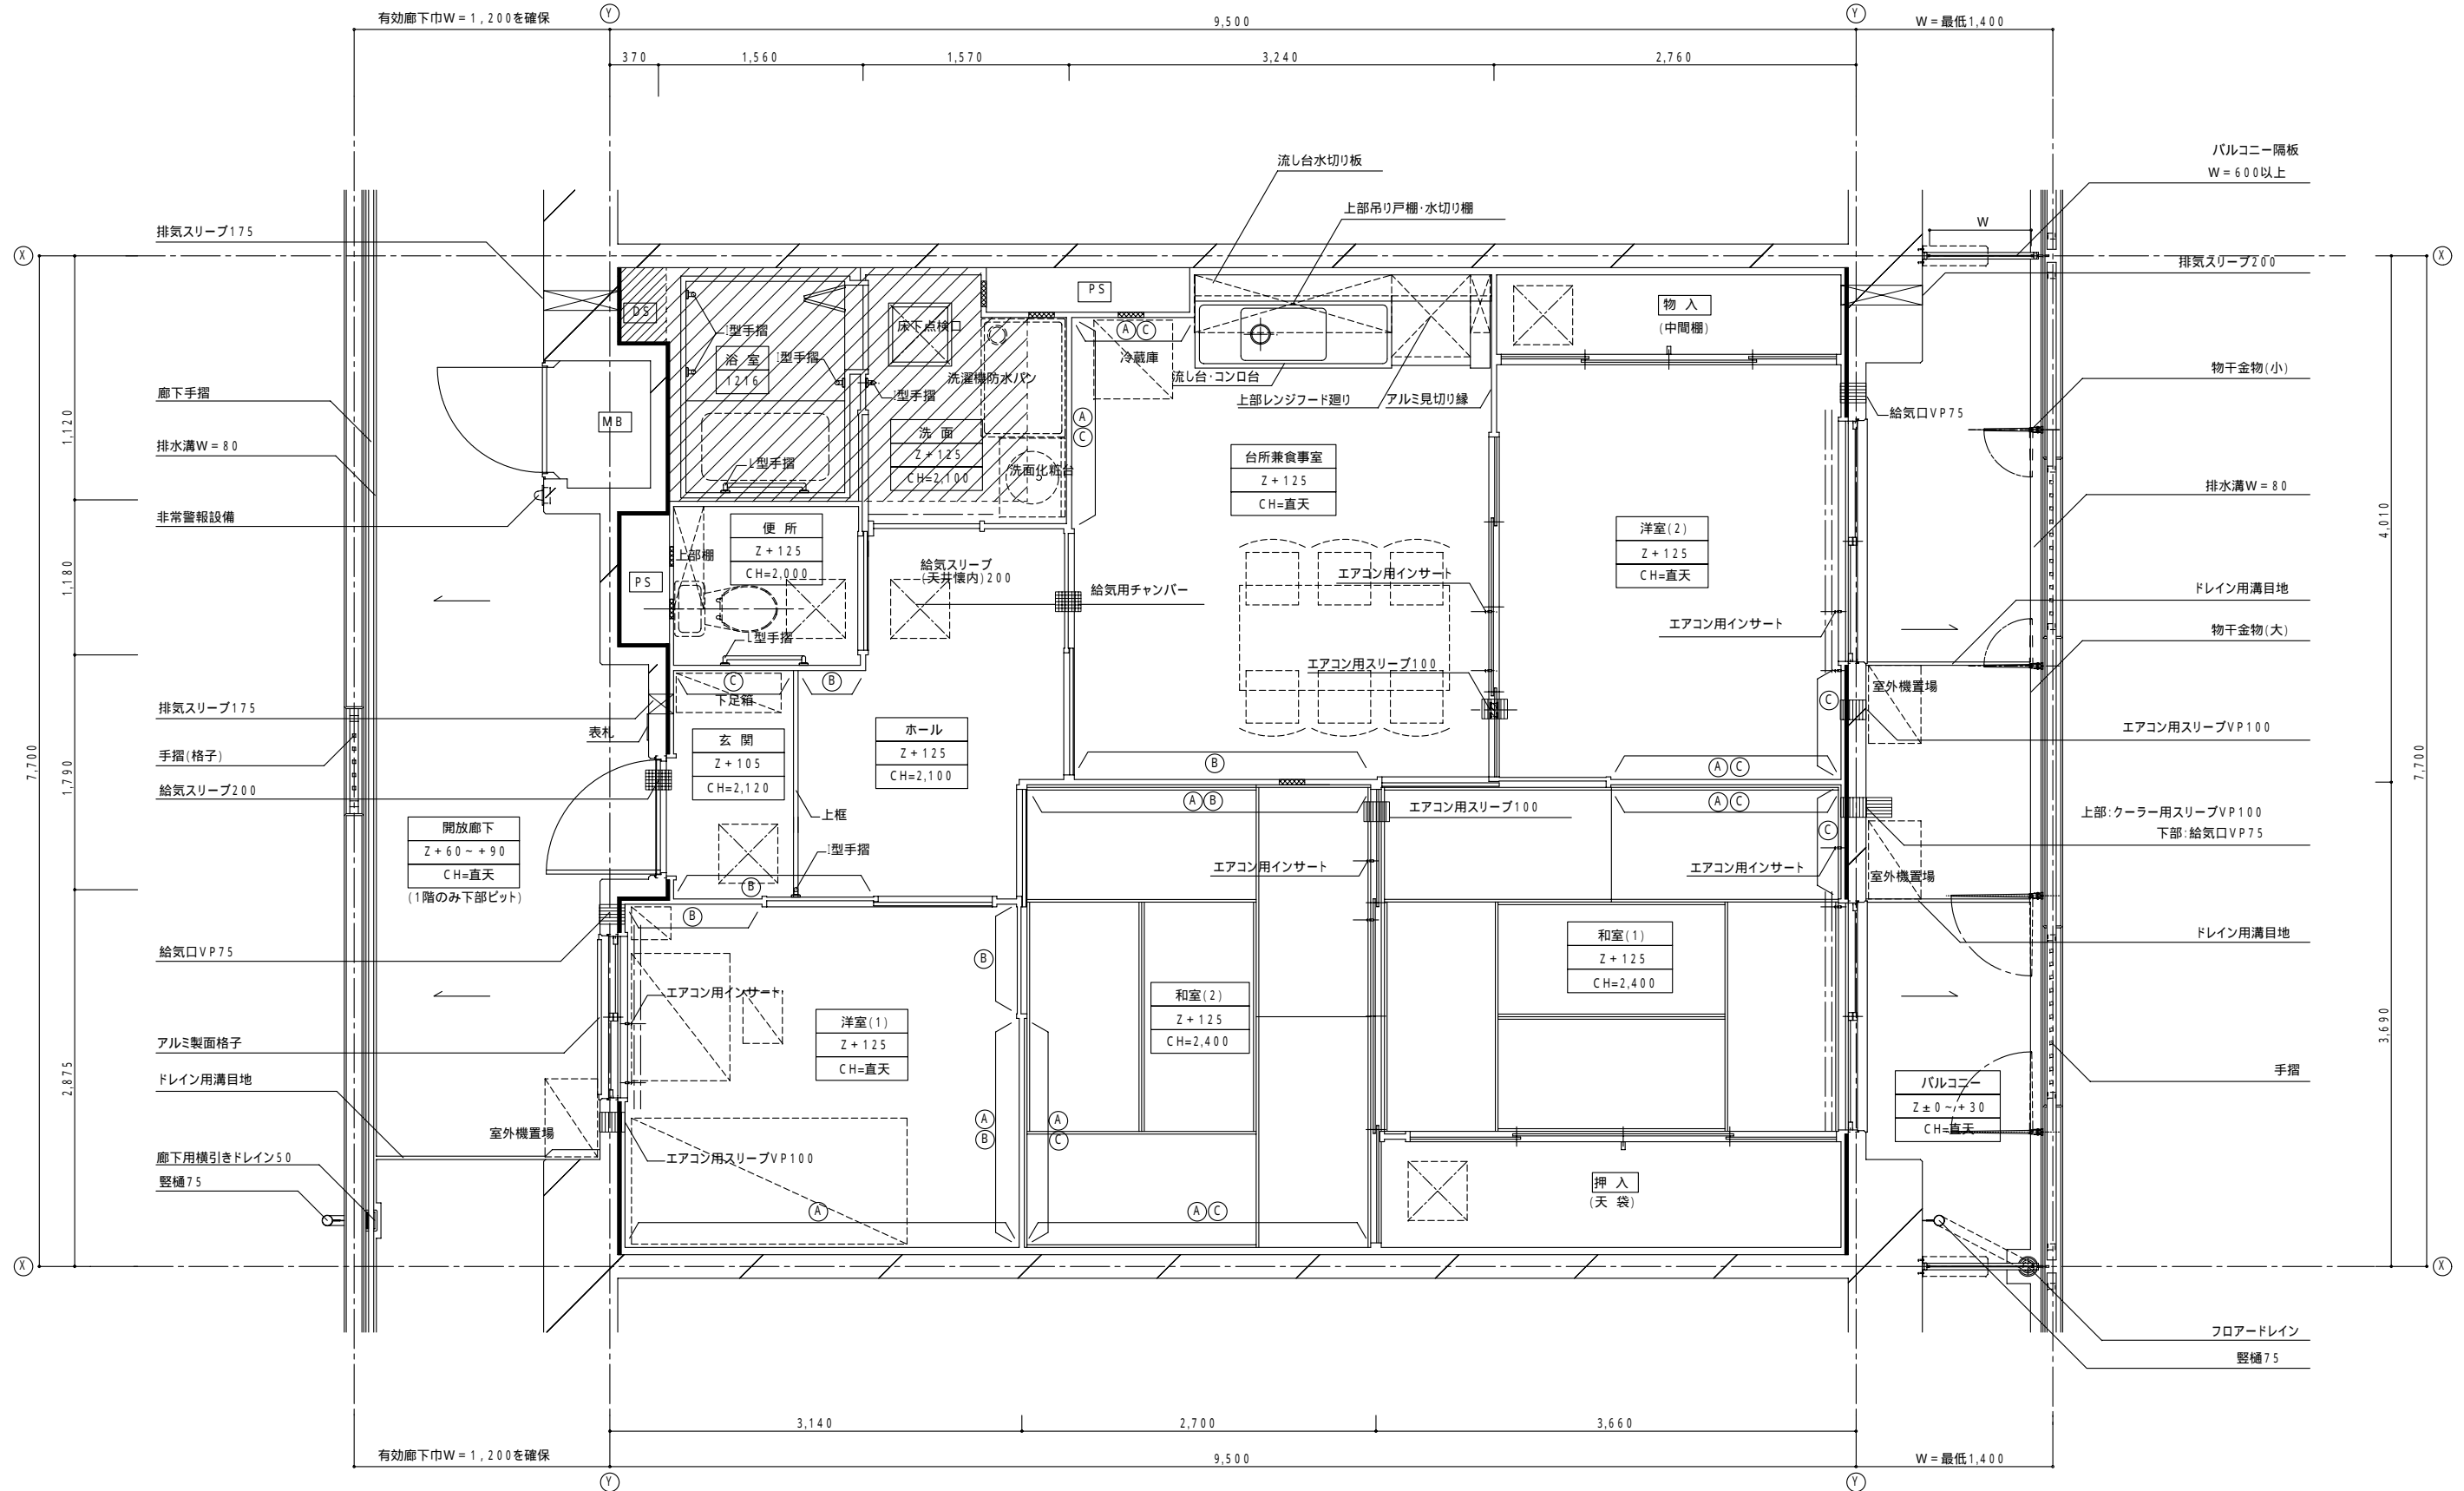 有効廊下巾W=1,200を確保
Y
9,500
Y
W=最低1,400
370
1,560
1,570
3,240
2,760
バルコニー隔板
W=600以上
流し台水切り板
上部吊り戸棚・水切り棚
W
排気スリーブ175
X
X
排気スリーブ200
DS
PS
物 入
(中間棚)
I型手摺
床下点検口
A C
冷蔵庫
I型手摺
浴 室
1216
洗濯機防水パン
流し台・コンロ台
物干金物(小)
廊下手摺
I型手摺
上部レンジフード廻り
アルミ見切り縁
給気口VP75
1,120
MB
A
C
洗 面
Z+125
CH=2,100
排水溝W=80
L型手摺
洗面化粧台
台所兼食事室
Z+125
CH=直天
排水溝W=80
非常警報設備
便 所
Z+125
CH=2,000
洋室(2)
Z+125
CH=直天
4,010
上部棚
1,180
PS
給気スリーブ
(天井懐内)200
給気用チャンバー
エアコン用インサート
ドレイン用溝目地
エアコン用インサート
物干金物(大)
L型手摺
エアコン用スリーブ100
C
B
下足箱
室外機置場
C
排気スリーブ175
表札
玄 関
Z+105
CH=2,120
ホール
Z+125
CH=2,100
エアコン用スリーブVP100
手摺(格子)
7,700
1,790
B
A C
7,700
給気スリーブ200
A B
エアコン用スリーブ100
A C
上部:クーラー用スリーブVP100
下部:給気口VP75
上框
C
開放廊下
Z+60~+90
CH=直天
(1階のみ下部ピット)
I型手摺
エアコン用インサート
エアコン用インサート
室外機置場
B
B
和室(1)
Z+125
CH=2,400
ドレイン用溝目地
給気口VP75
B
エアコン用インサート
和室(2)
Z+125
CH=2,400
洋室(1)
Z+125
CH=直天
3,690
アルミ製面格子
2,875
ドレイン用溝目地
手摺
バルコニー
Z±0~+30
CH=直天
A
B
A
C
室外機置場
廊下用横引きドレイン50
エアコン用スリーブVP100
竪樋75
押 入
(天 袋)
A
A C
X
X
フロアードレイン
竪樋75
3,140
2,700
3,660
有効廊下巾W=1,200を確保
9,500
W=最低1,400
Y
Y